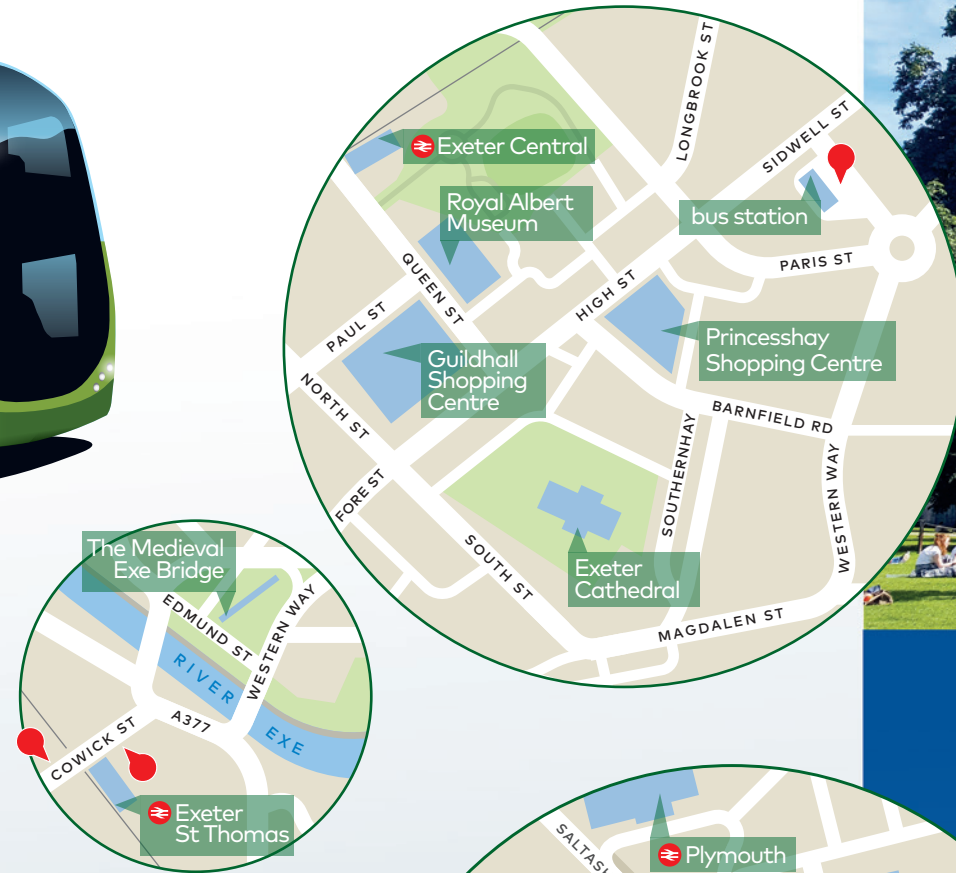 LONGBROOK ST
SIDWELL ST
Exeter Central
Royal Albert
Museum
bus station
QUEEN ST
PARIS ST
HIGH ST
PAUL ST
Princesshay
Shopping Centre
Guildhall
Shopping
Centre
NORTH ST
BARNFIELD RD
SOUTHERNHAY
WESTERN WAY
FORE ST
SOUTH ST
Exeter
Cathedral
MAGDALEN ST
The Medieval
Exe Bridge
EDMUND ST
WESTERN WAY
RIVER
EXE
A377
COWICK ST
Exeter
St Thomas
Plymouth